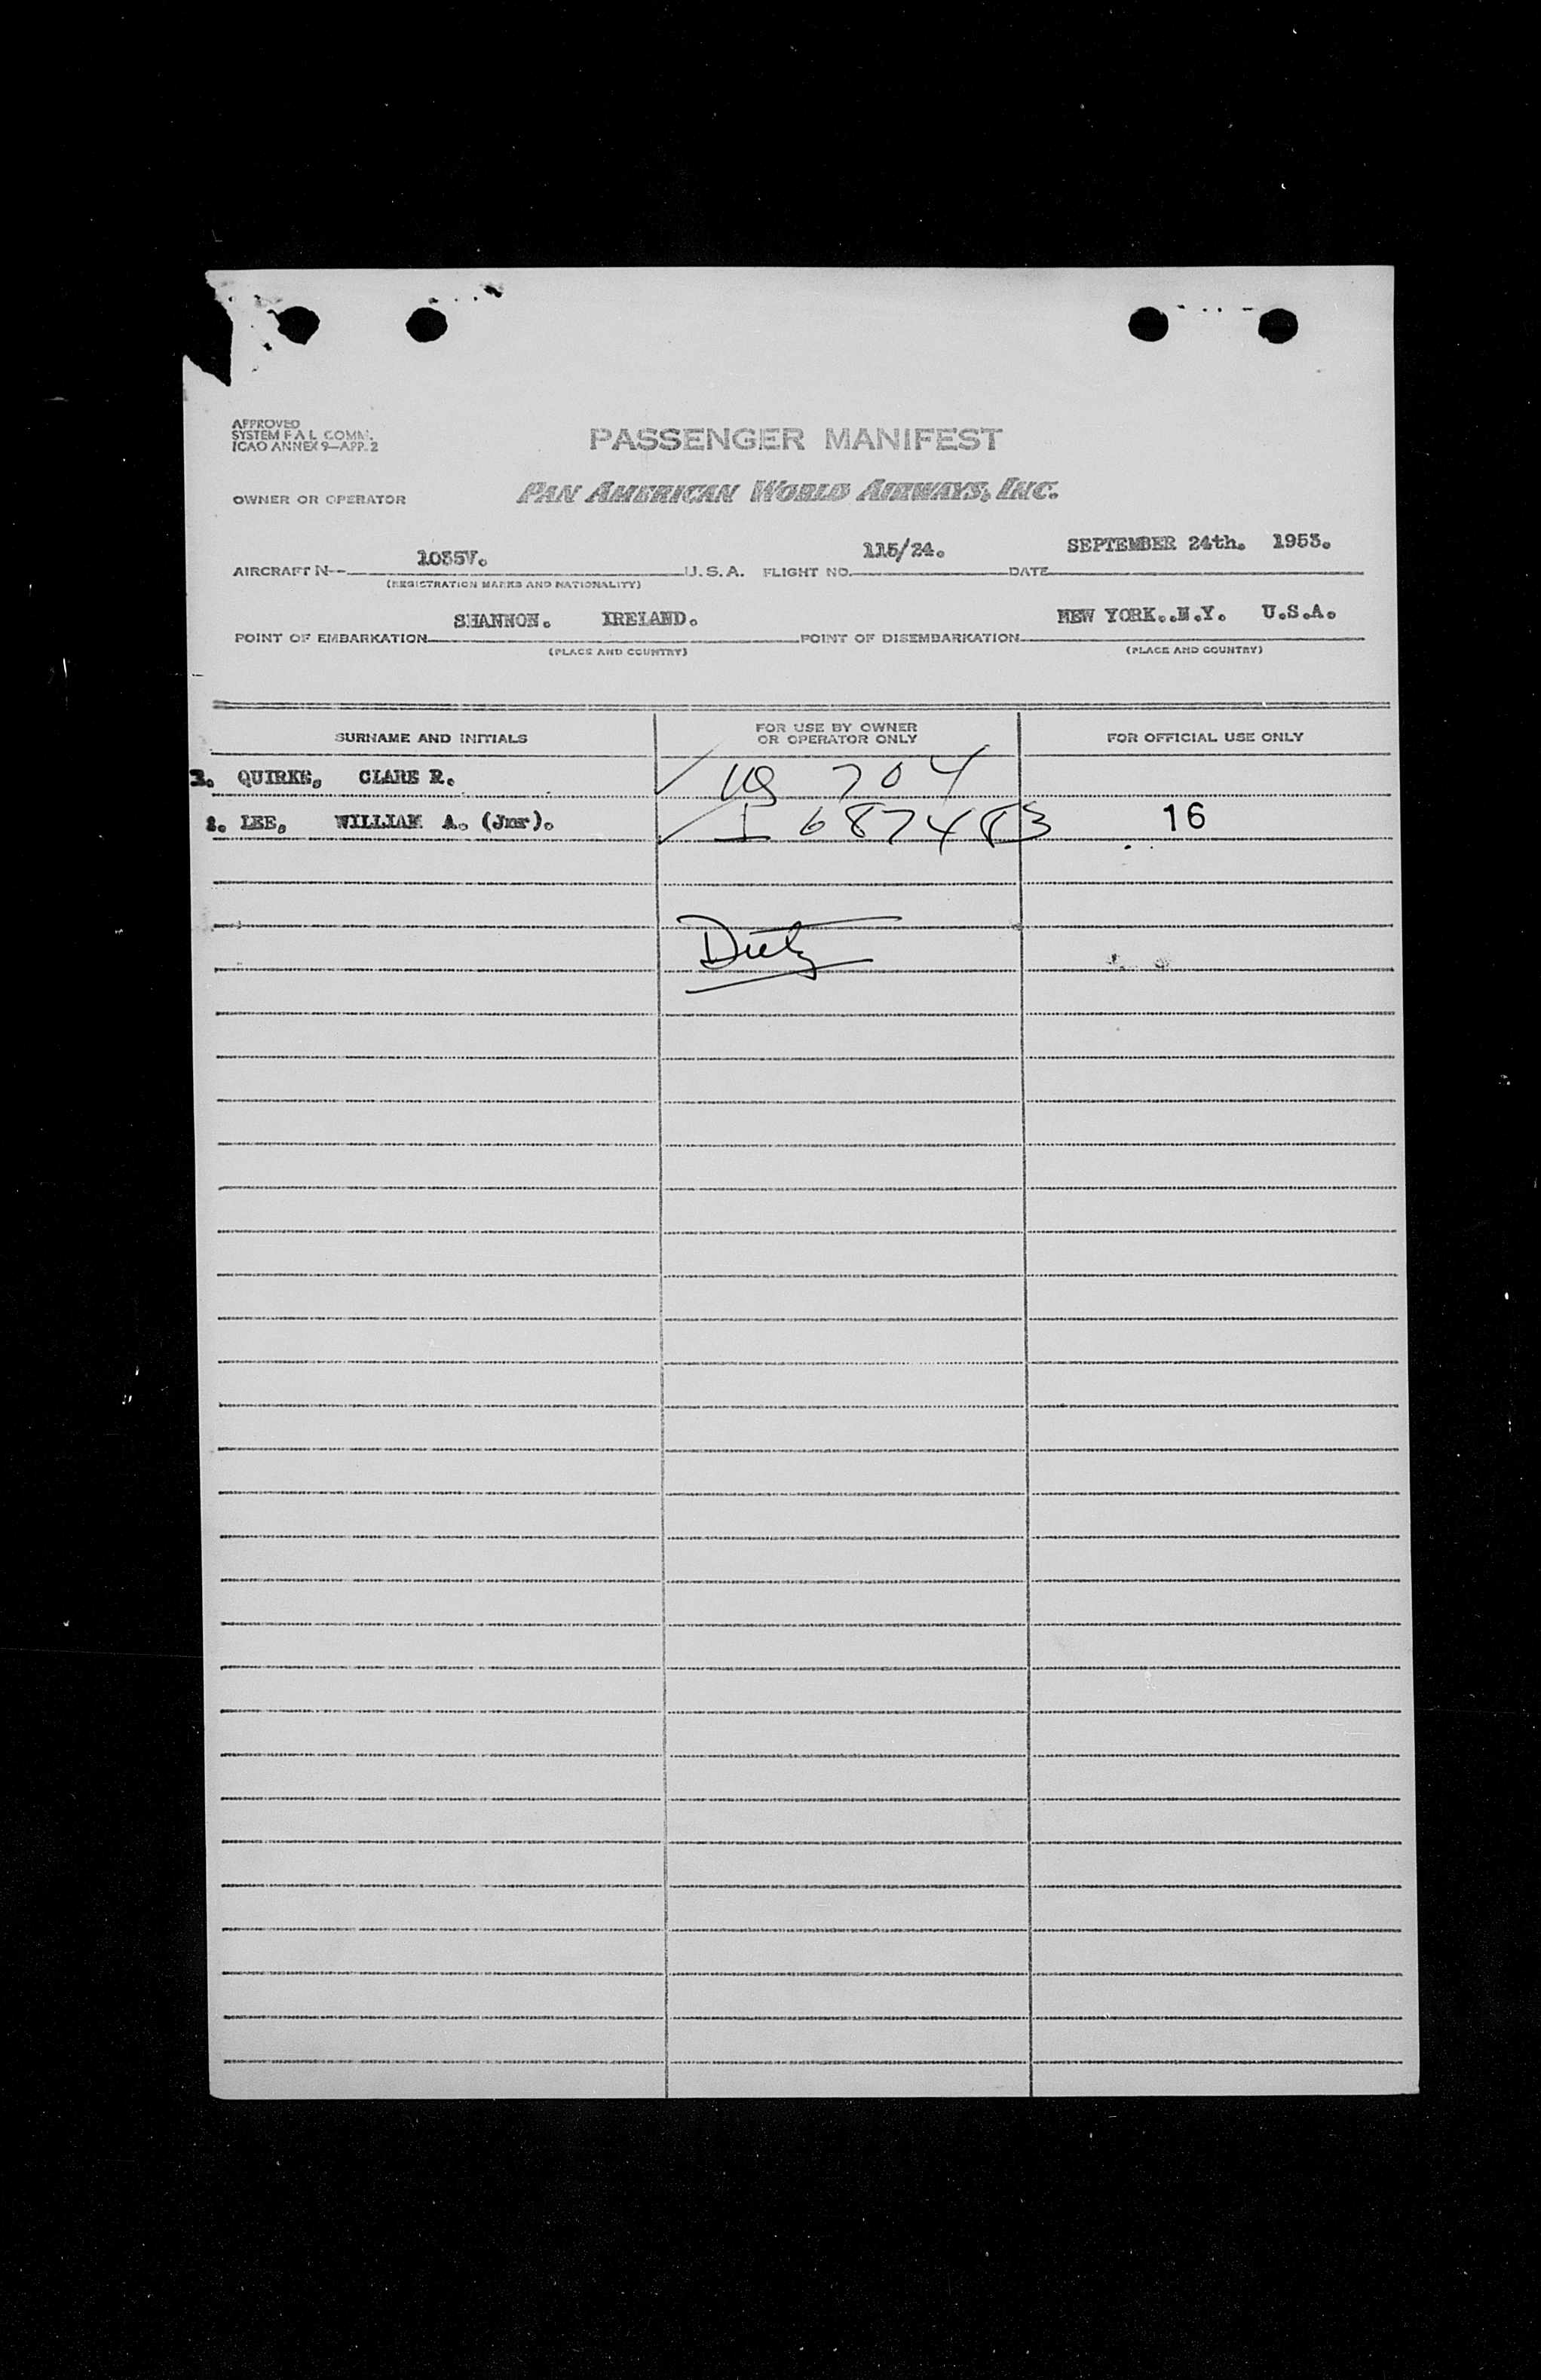 APPROVED
SYSTEM F A L COMM.
ICAO ANNEX 9—APP. 2
PASSENGER MANIFEST
OWNER OR OPERATOR PAN AMERICAN WORLD AIRWAYS, INC.
AIRCRAFT N— 1035V. U.S.A. FLIGHT NO. 115/24. DATE SEPTEMBER 24th. 1953.
(REGISTRATION MARKS AND NATIONALITY)
POINT OF EMBARKATION SHANNON. IRELAND. POINT OF DISEMBARKATION NEW YORK..N.Y. U.S.A.
(PLACE AND COUNTRY) (PLACE AND COUNTRY)
SURNAME AND INITIALS FOR USE BY OWNER OR OPERATOR ONLY FOR OFFICIAL USE ONLY
QUIRKE, CLARE R. 704
2. LEE, WILLIAM A. (Jnr). I 687483 16